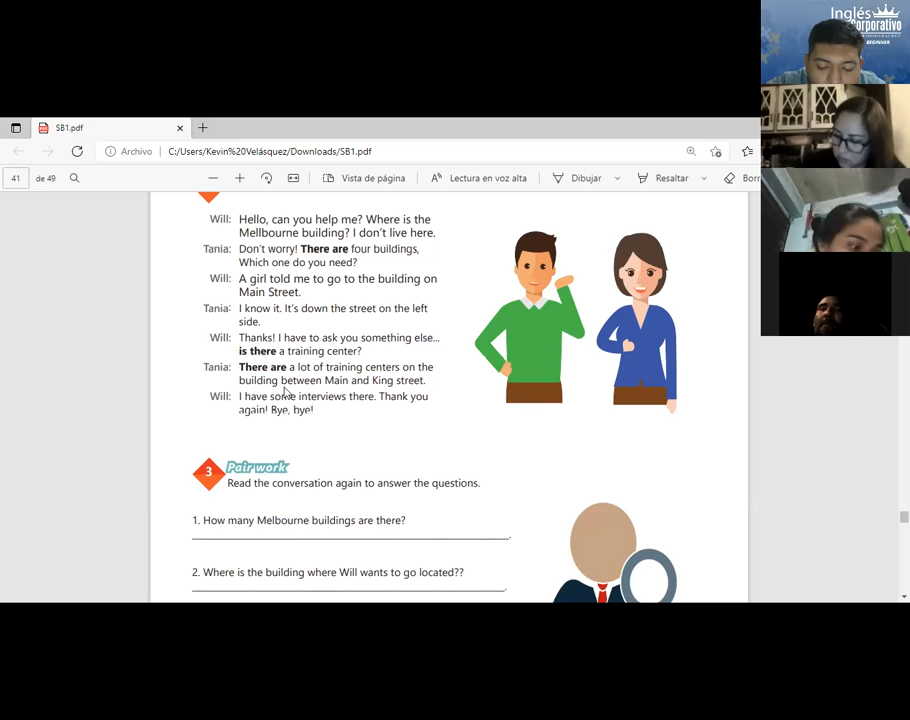 Inglés
Corporativo
BEGINNER
SB1.pdf
Archivo C:/Users/Kevin%20Velásquez/Downloads/SB1.pdf
41 de 49 Vista de página Lectura en voz alta Dibujar Resaltar Borr
Will: Hello, can you help me? Where is the
Mellbourne building? I don't live here.
Tania: Don't worry! There are four buildings,
Which one do you need?
Will: A girl told me to go to the building on
Main Street.
Tania: I know it. It's down the street on the left
side.
Will: Thanks! I have to ask you something else...
is there a training center?
Tania: There are a lot of training centers on the
building between Main and King street.
Will: I have some interviews there. Thank you
again! Bye, bye!
3 Pair work
Read the conversation again to answer the questions.
1. How many Melbourne buildings are there?
2. Where is the building where Will wants to go located??